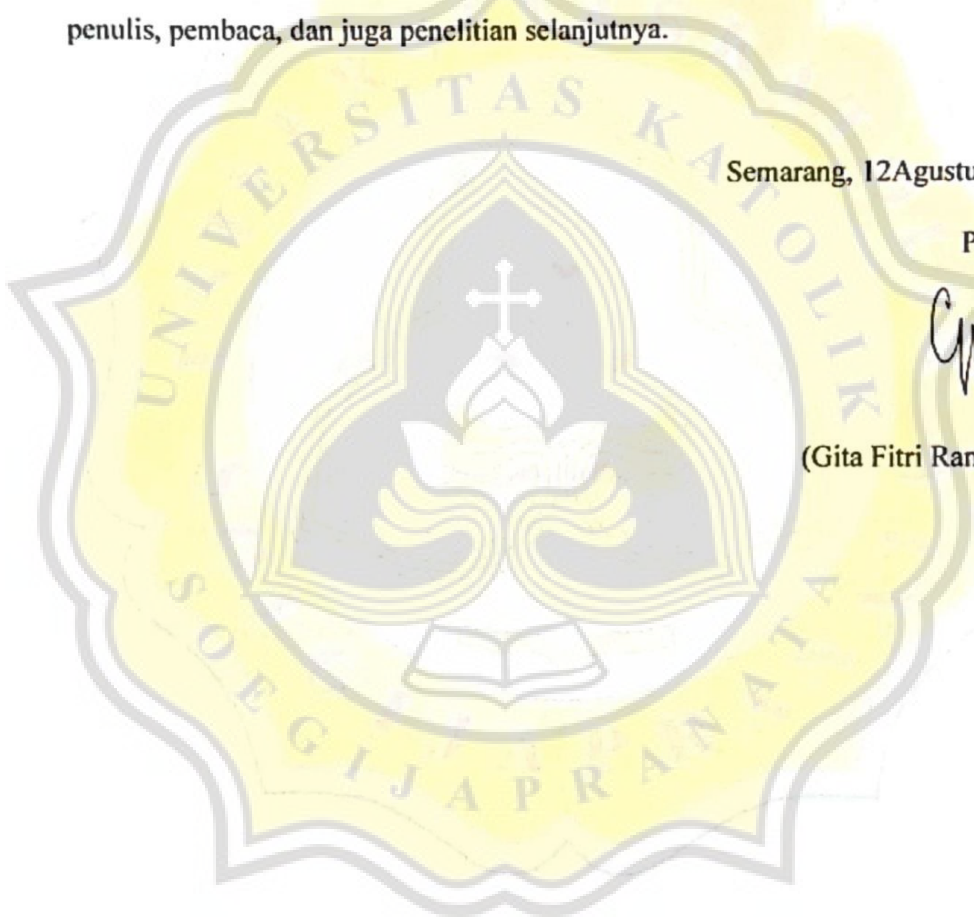 penulis, pembaca, dan juga penelitian selanjutnya.
UNIVERSITAS KATOLIK
Semarang, 12Agustu
P
(Gita Fitri Ran
SOEGIJAPRANATA